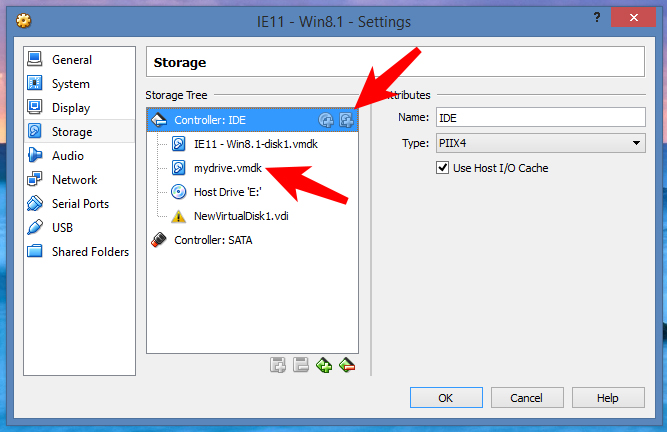 IE11 - Win8.1 - Settings
?
General
System
Display
Storage
Audio
Network
Serial Ports
USB
Shared Folders
Storage
Storage Tree
Controller: IDE
IE11 - Win8.1-disk1.vmdk
mydrive.vmdk
Host Drive 'E:'
NewVirtualDisk1.vdi
Controller: SATA
ttributes
Name: IDE
Type: PIIX4
Use Host I/O Cache
OK
Cancel
Help